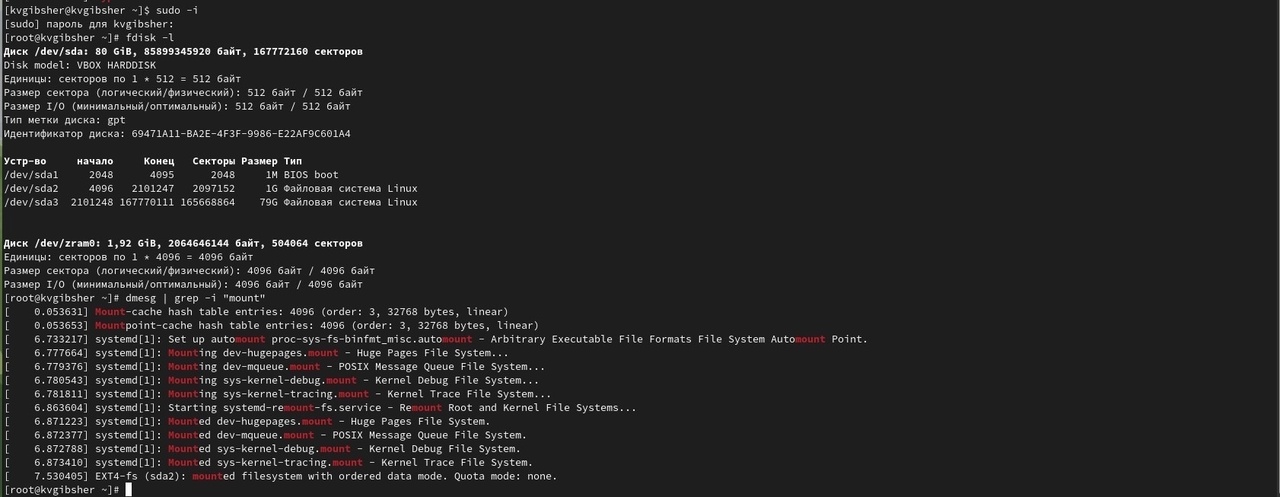 [kvgibsher@kvgibsher ~]$ sudo -i
[sudo] пароль для kvgibsher:
[root@kvgibsher ~]# fdisk -l
Диск /dev/sda: 80 GiB, 85899345920 байт, 167772160 секторов
Disk model: VBOX HARDDISK
Единицы: секторов по 1 * 512 = 512 байт
Размер сектора (логический/физический): 512 байт / 512 байт
Размер I/O (минимальный/оптимальный): 512 байт / 512 байт
Тип метки диска: gpt
Идентификатор диска: 69471A11-BA2E-4F3F-9986-E22AF9C601A4
Устр-во начало Конец Секторы Размер Тип
/dev/sda1 2048 4095 2048 1M BIOS boot
/dev/sda2 4096 2101247 2097152 1G Файловая система Linux
/dev/sda3 2101248 167770111 165668864 79G Файловая система Linux
Диск /dev/zram0: 1,92 GiB, 2064646144 байт, 504064 секторов
Единицы: секторов по 1 * 4096 = 4096 байт
Размер сектора (логический/физический): 4096 байт / 4096 байт
Размер I/O (минимальный/оптимальный): 4096 байт / 4096 байт
[root@kvgibsher ~]# dmesg | grep -i "mount"
[    0.053631] Mount-cache hash table entries: 4096 (order: 3, 32768 bytes, linear)
[    0.053653] Mountpoint-cache hash table entries: 4096 (order: 3, 32768 bytes, linear)
[    6.733217] systemd[1]: Set up automount proc-sys-fs-binfmt_misc.automount - Arbitrary Executable File Formats File System Automount Point.
[    6.777664] systemd[1]: Mounting dev-hugepages.mount - Huge Pages File System...
[    6.779376] systemd[1]: Mounting dev-mqueue.mount - POSIX Message Queue File System...
[    6.780543] systemd[1]: Mounting sys-kernel-debug.mount - Kernel Debug File System...
[    6.781811] systemd[1]: Mounting sys-kernel-tracing.mount - Kernel Trace File System...
[    6.863604] systemd[1]: Starting systemd-remount-fs.service - Remount Root and Kernel File Systems...
[    6.871223] systemd[1]: Mounted dev-hugepages.mount - Huge Pages File System.
[    6.872377] systemd[1]: Mounted dev-mqueue.mount - POSIX Message Queue File System.
[    6.872788] systemd[1]: Mounted sys-kernel-debug.mount - Kernel Debug File System.
[    6.873410] systemd[1]: Mounted sys-kernel-tracing.mount - Kernel Trace File System.
[    7.530405] EXT4-fs (sda2): mounted filesystem with ordered data mode. Quota mode: none.
[root@kvgibsher ~]#